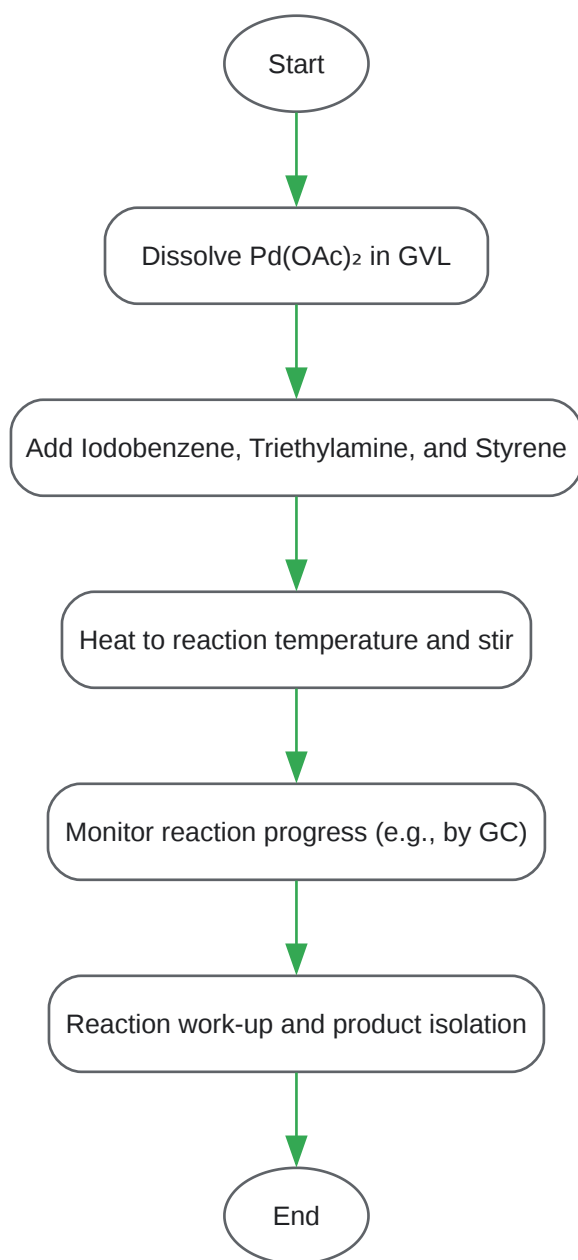 Start
Dissolve Pd(OAc)₂ in GVL
Add Iodobenzene, Triethylamine, and Styrene
Heat to reaction temperature and stir
Monitor reaction progress (e.g., by GC)
Reaction work-up and product isolation
End